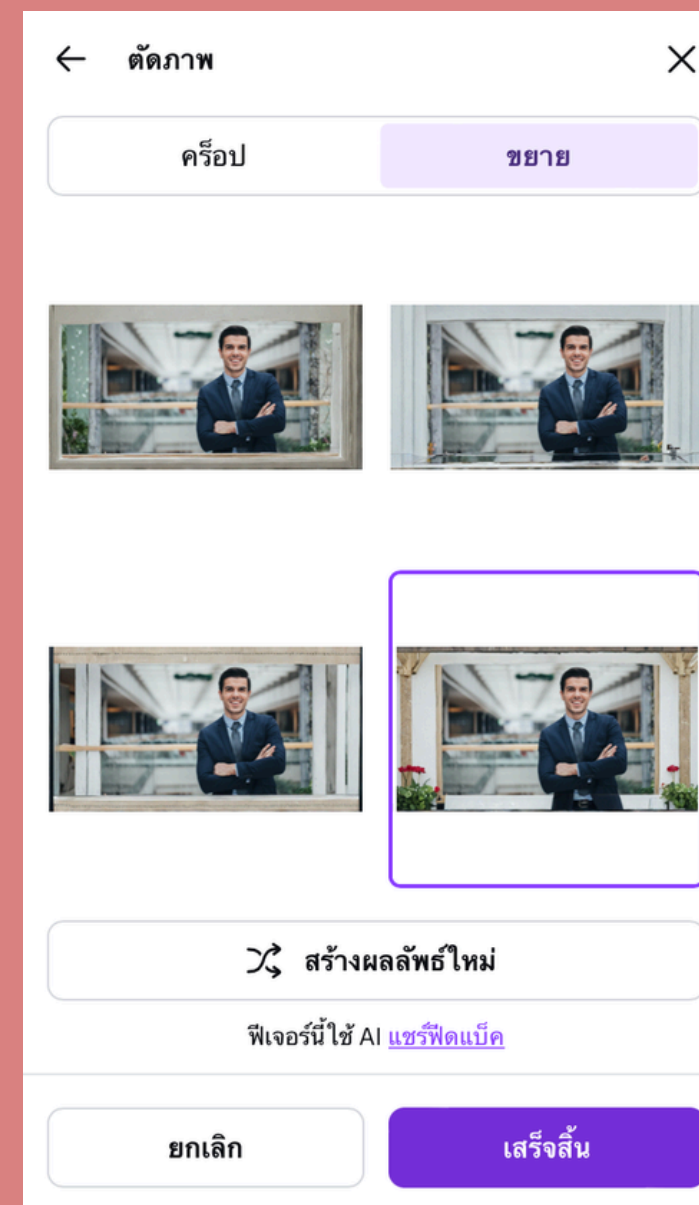 ตัดภาพ
คร็อป
ขยาย
สร้างผลลัพธ์ใหม่
ฟีเจอร์นี้ใช้ AI แชร์ฟีดแบ็ค
ยกเลิก
เสร็จสิ้น